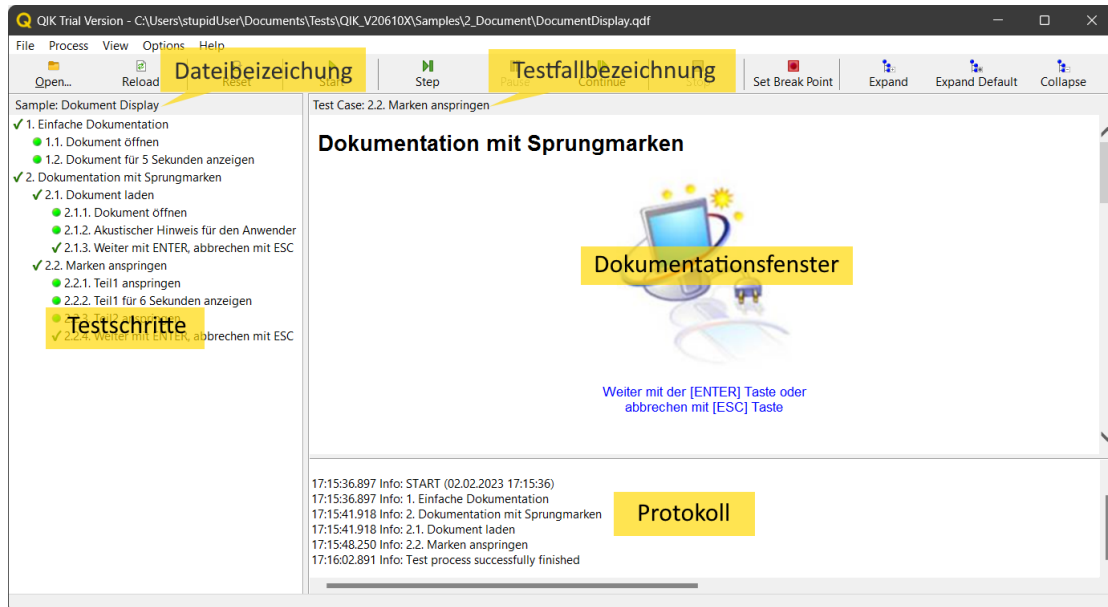 QIK Trial Version - C:\Users\stupidUser\Documents\Tests\QIK_V20610X\Samples\2_Document\DocumentDisplay.qdf
File Process View Options Help
Open... Reload Reset Start Step Pause Continue Stop Set Break Point Expand Expand Default Collapse
Dateibeizeichung
Testfallbezeichnung
Sample: Dokument Display
1. Einfache Dokumentation
1.1. Dokument öffnen
1.2. Dokument für 5 Sekunden anzeigen
2. Dokumentation mit Sprungmarken
2.1. Dokument laden
2.1.1. Dokument öffnen
2.1.2. Akustischer Hinweis für den Anwender
2.1.3. Weiter mit ENTER, abbrechen mit ESC
2.2. Marken anspringen
2.2.1. Teil1 anspringen
2.2.2. Teil1 für 6 Sekunden anzeigen
2.2.3. Teil2 anspringen
Testschritte
2.2.4. Weiter mit ENTER, abbrechen mit ESC
Test Case: 2.2. Marken anspringen
Dokumentation mit Sprungmarken
Dokumentationsfenster
Weiter mit der [ENTER] Taste oder
abbrechen mit [ESC] Taste
17:15:36.897 Info: START (02.02.2023 17:15:36)
17:15:36.897 Info: 1. Einfache Dokumentation
17:15:41.918 Info: 2. Dokumentation mit Sprungmarken
17:15:41.918 Info: 2.1. Dokument laden
17:15:48.250 Info: 2.2. Marken anspringen
17:16:02.891 Info: Test process successfully finished
Protokoll